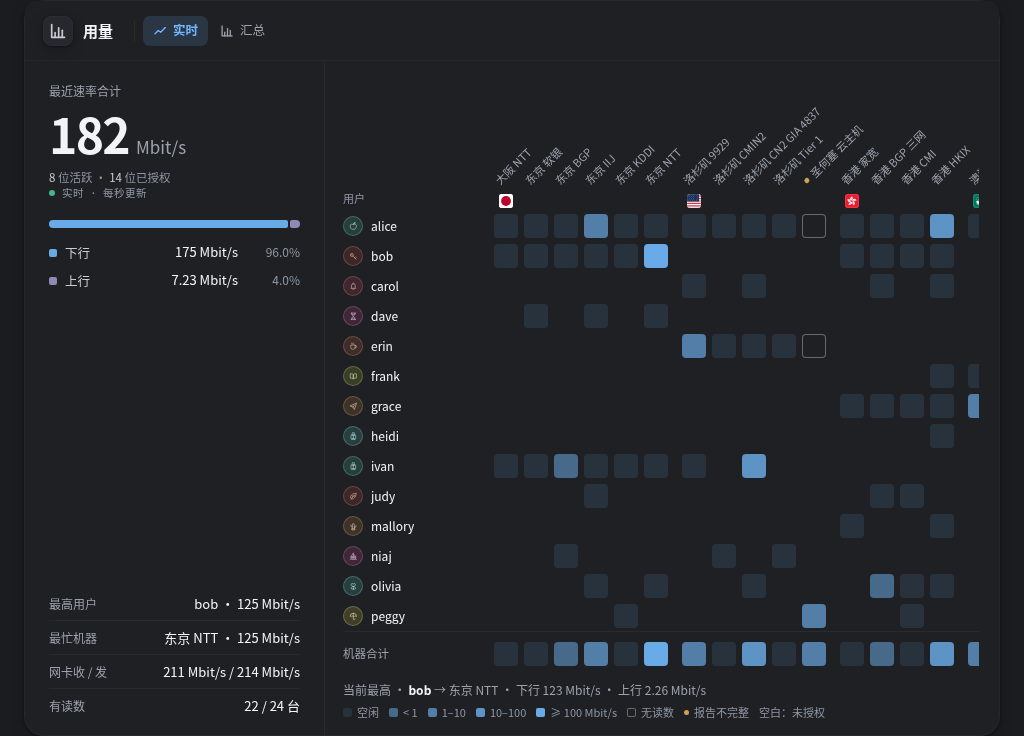 用量
实时
汇总
最近速率合计
182 Mbit/s
8 位活跃 · 14 位已授权
实时 · 每秒更新
下行 175 Mbit/s 96.0%
上行 7.23 Mbit/s 4.0%
最高用户 bob · 125 Mbit/s
最忙机器 东京 NTT · 125 Mbit/s
网卡收 / 发 211 Mbit/s / 214 Mbit/s
有读数 22 / 24 台
用户
大阪 NTT
东京 软银
东京 BGP
东京 IIJ
东京 KDDI
东京 NTT
洛杉矶 9929
洛杉矶 CMIN2
洛杉矶 CN2 GIA 4837
洛杉矶 Tier 1
圣何塞 云主机
香港 家宽
香港 BGP 三网
香港 CMI
香港 HKIX
alice
bob
carol
dave
erin
frank
grace
heidi
ivan
judy
mallory
niaj
olivia
peggy
机器合计
当前最高 · bob → 东京 NTT · 下行 123 Mbit/s · 上行 2.26 Mbit/s
空闲 < 1 1–10 10–100 ⩾ 100 Mbit/s 无读数 报告不完整 空白：未授权